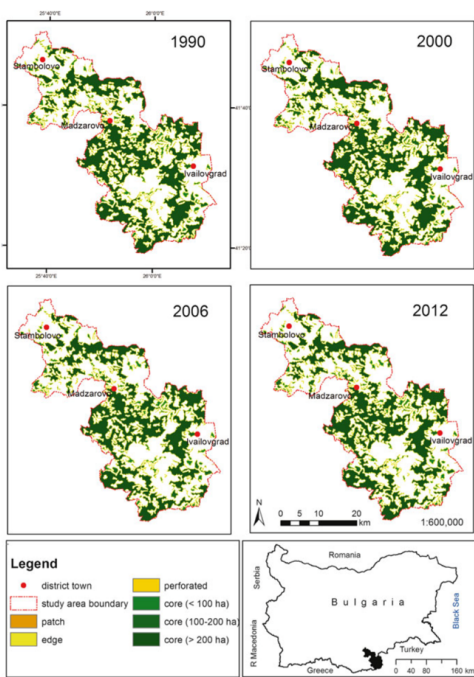 25°40'0"E
26°0'0"E
1990
Stambolovo
Madzarovo
Ivailovgrad
25°40'0"E
26°0'0"E
2000
Stambolovo
41°40'
Madzarovo
Ivailovgrad
41°20'
2006
Stambolovo
Madzarovo
Ivailovgrad
2012
Stambolovo
Madzarovo
Ivailovgrad
N
0 5 10 20
km
1:600,000
Legend
district town
study area boundary
patch
edge
perforated
core (< 100 ha)
core (100-200 ha)
core (> 200 ha)
Romania
Serbia
Bulgaria
Black Sea
R Macedonia
Turkey
Greece
0 40 80 160
km